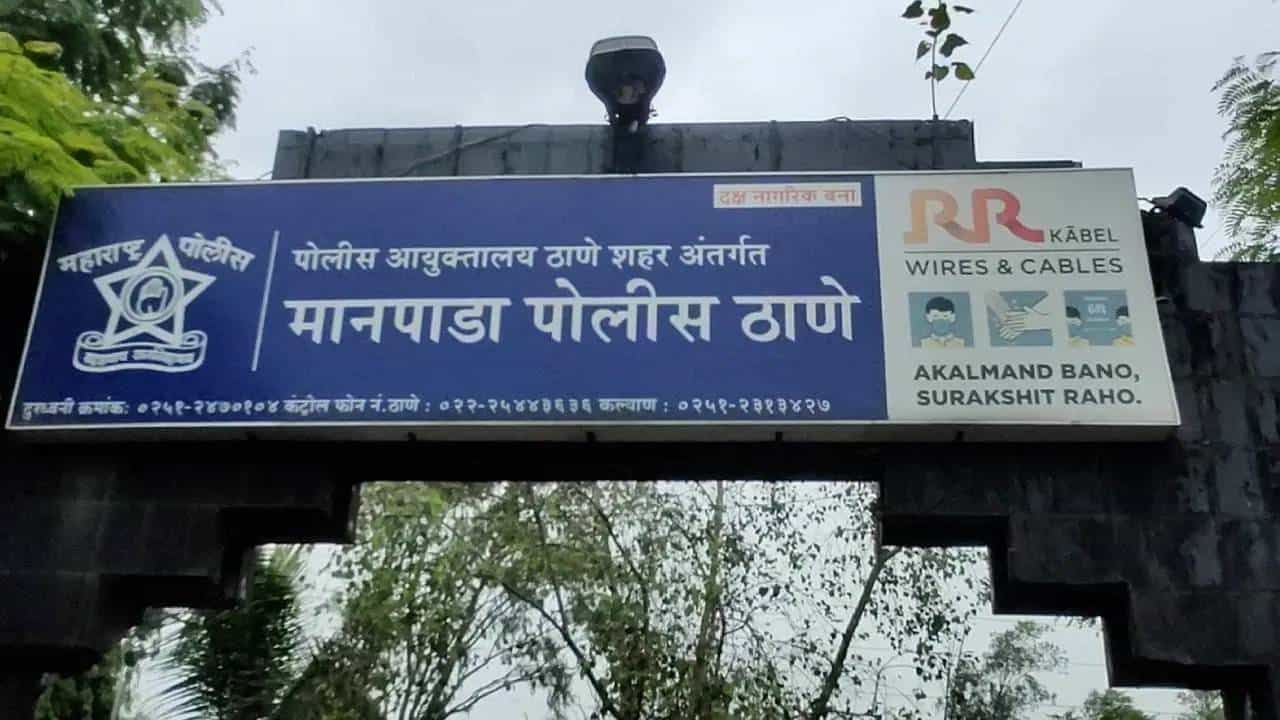 दक्ष नागरिक बना
महाराष्ट्र पोलीस
पोलीस आयुक्तालय ठाणे शहर अंतर्गत
मानपाडा पोलीस ठाणे
दुरध्वनी क्रमांक: ०२५१-२४७०१०४ कंट्रोल फोन नं.ठाणे : ०२२-२५४४३६३६ कल्याण : ०२५१-२३१३४२७
RR KĀBEL
WIRES & CABLES
AKALMAND BANO,
SURAKSHIT RAHO.